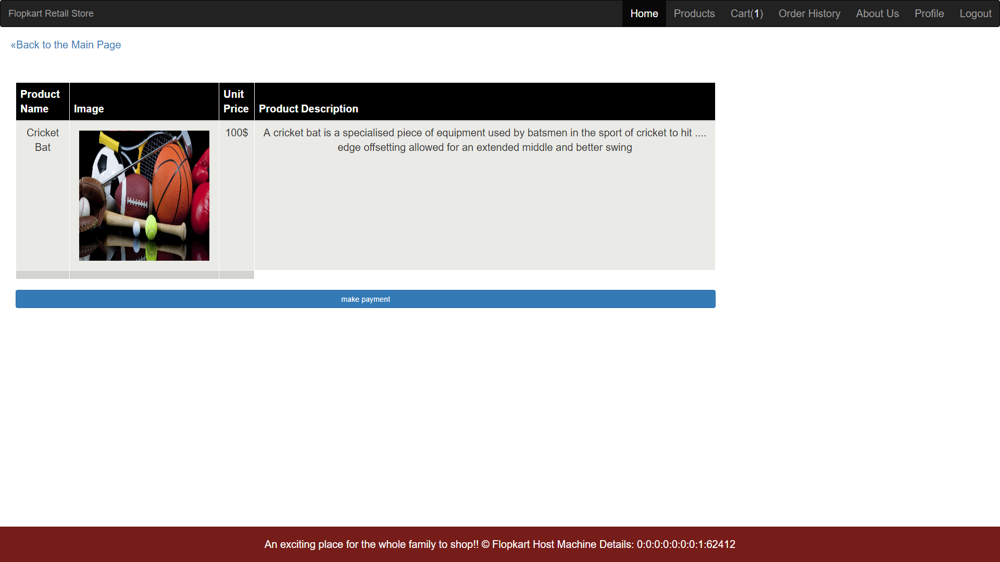 Flopkart Retail Store
Home
Products
Cart(1)
Order History
About Us
Profile
Logout
«Back to the Main Page
Product Name
Image
Unit Price
Product Description
Cricket Bat
100$
A cricket bat is a specialised piece of equipment used by batsmen in the sport of cricket to hit ....
edge offsetting allowed for an extended middle and better swing
make payment
An exciting place for the whole family to shop!! © Flopkart Host Machine Details: 0:0:0:0:0:0:0:1:62412